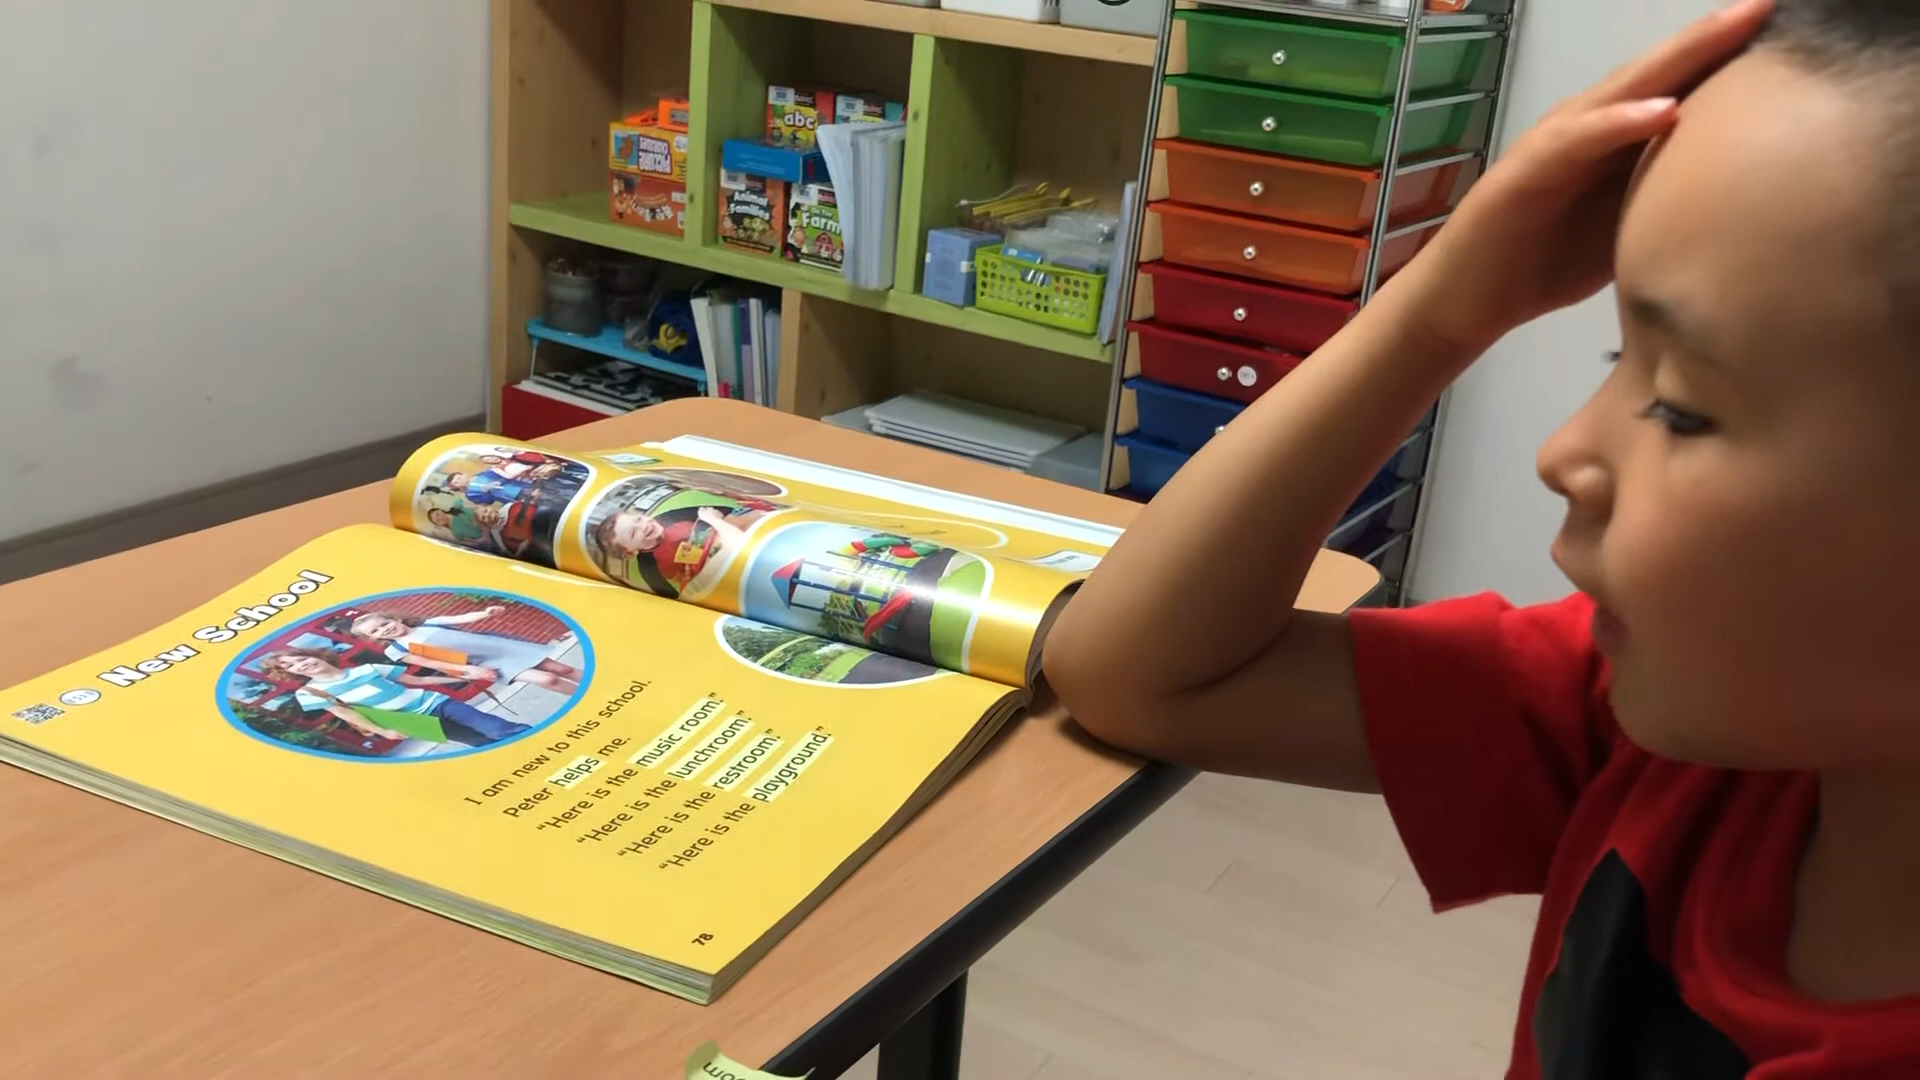 New School
I am new to this school.
Peter helps me.
"Here is the music room."
"Here is the lunchroom."
"Here is the restroom."
"Here is the playground."
78
abc
Animal
Families
Farm